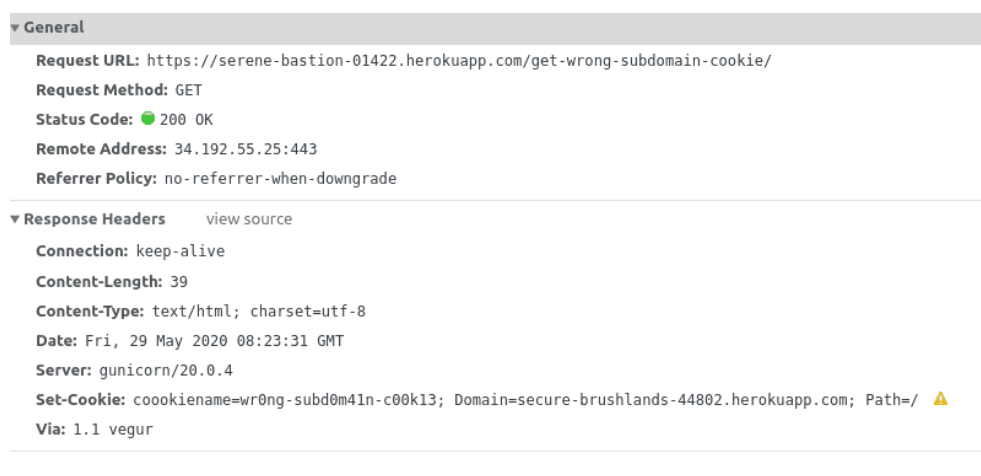 General
Request URL: https://serene-bastion-01422.herokuapp.com/get-wrong-subdomain-cookie/
Request Method: GET
Status Code: 200 OK
Remote Address: 34.192.55.25:443
Referrer Policy: no-referrer-when-downgrade
Response Headers view source
Connection: keep-alive
Content-Length: 39
Content-Type: text/html; charset=utf-8
Date: Fri, 29 May 2020 08:23:31 GMT
Server: gunicorn/20.0.4
Set-Cookie: coookiename=wr0ng-subd0m41n-c00k13; Domain=secure-brushlands-44802.herokuapp.com; Path=/
Via: 1.1 vegur